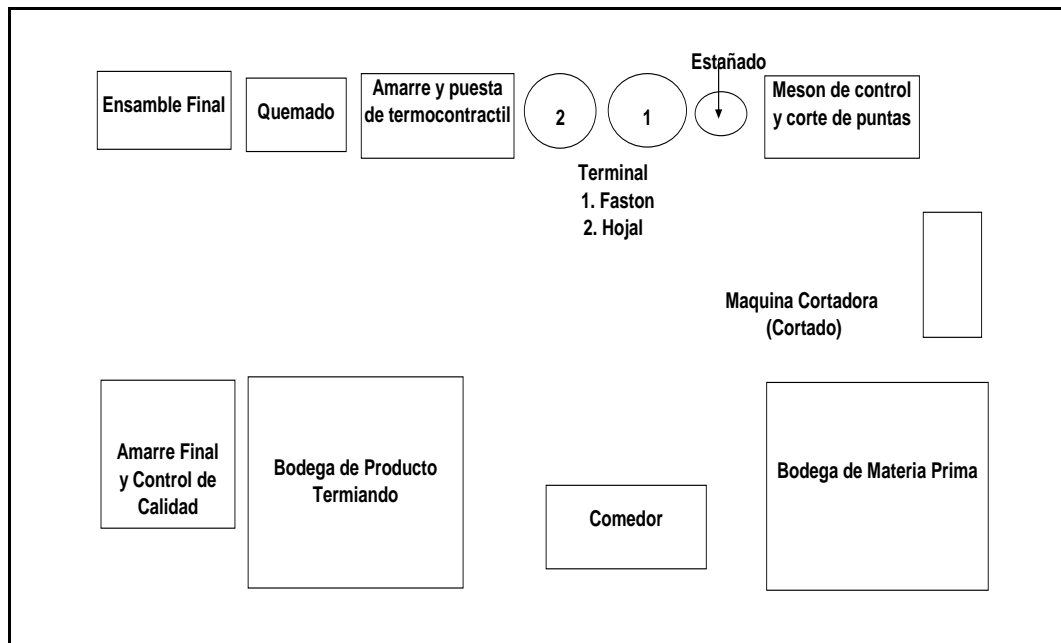 Ensamble Final
Quemado
Amarre y puesta
de termocontractil
2
1
Estañado
Meson de control
y corte de puntas
Terminal
1. Faston
2. Hojal
Maquina Cortadora
(Cortado)
Amarre Final
y Control de
Calidad
Bodega de Producto
Termiando
Comedor
Bodega de Materia Prima